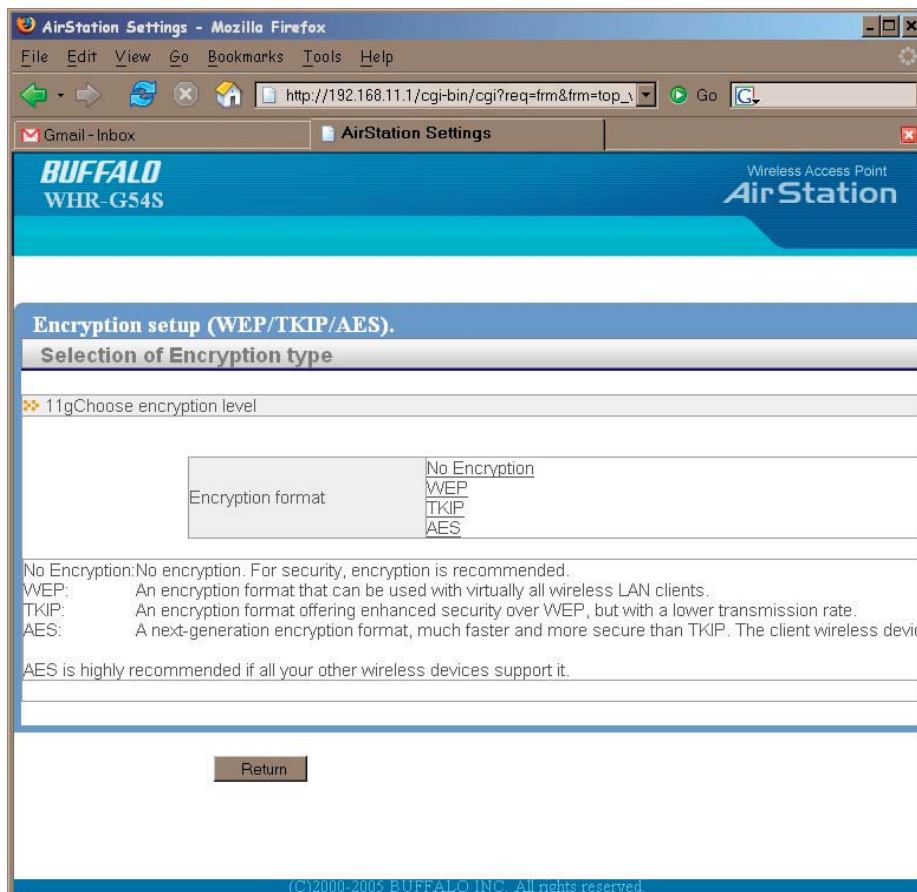 AirStation Settings - Mozilla Firefox
File Edit View Go Bookmarks Tools Help
http://192.168.11.1/cgi-bin/cgi?req=frm&frm=top_ Go G
Gmail - Inbox AirStation Settings
BUFFALO
WHR-G54S
Wireless Access Point
AirStation
Encryption setup (WEP/TKIP/AES).
Selection of Encryption type
11gChoose encryption level
Encryption format
No Encryption
WEP
TKIP
AES
No Encryption:No encryption. For security, encryption is recommended.
WEP: An encryption format that can be used with virtually all wireless LAN clients.
TKIP: An encryption format offering enhanced security over WEP, but with a lower transmission rate.
AES: A next-generation encryption format, much faster and more secure than TKIP. The client wireless
AES is highly recommended if all your other wireless devices support it.
Return
(C)2000-2005 BUFFALO INC. All rights reserved